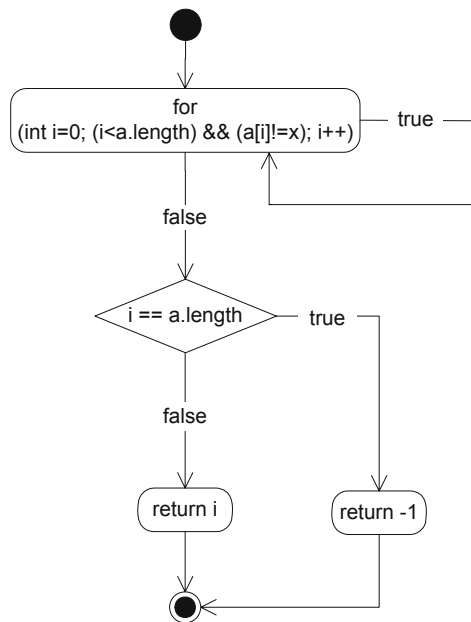 for
(int i=0; (i<a.length) && (a[i]!=x); i++)
true
false
i == a.length
true
false
return i
return -1